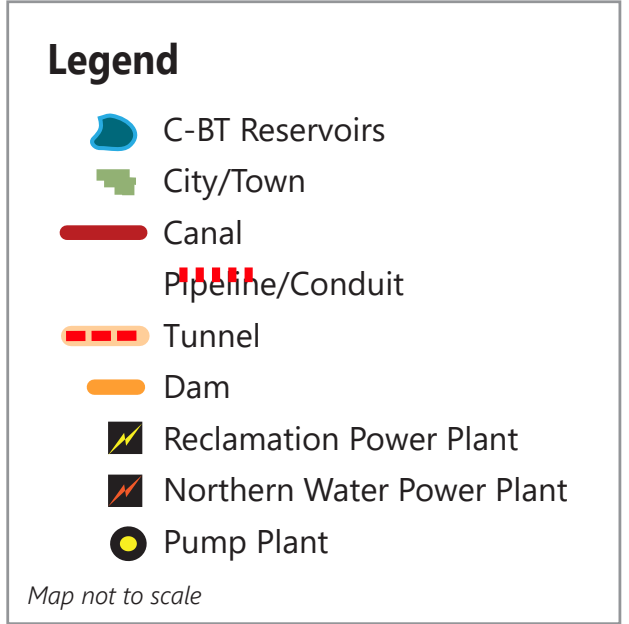 Legend
C-BT Reservoirs
City/Town
Canal
Pipeline/Conduit
Tunnel
Dam
Reclamation Power Plant
Northern Water Power Plant
Pump Plant
Map not to scale